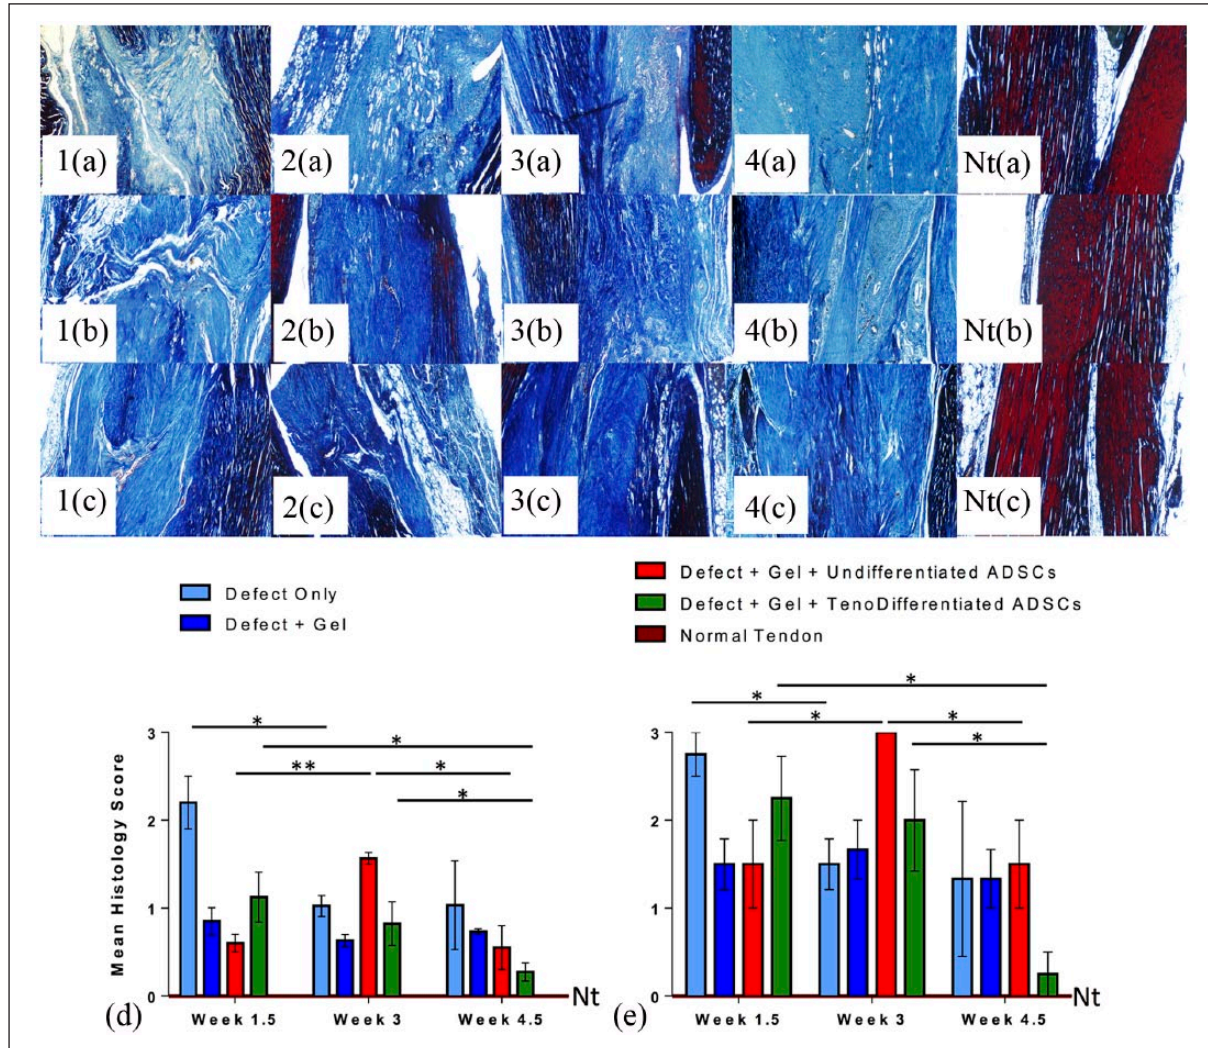 1(a) 2(a) 3(a) 4(a) Nt(a)
1(b) 2(b) 3(b) 4(b) Nt(b)
1(c) 2(c) 3(c) 4(c) Nt(c)
Defect Only
Defect + Gel
Defect + Gel + Undifferentiated ADSCs
Defect + Gel + TenoDifferentiated ADSCs
Normal Tendon
Mean Histology Score
3
2
1
0
*
*
**
*
*
Nt
Week 1.5 Week 3 Week 4.5
(d)
3
2
1
0
*
*
*
*
*
Nt
Week 1.5 Week 3 Week 4.5
(e)